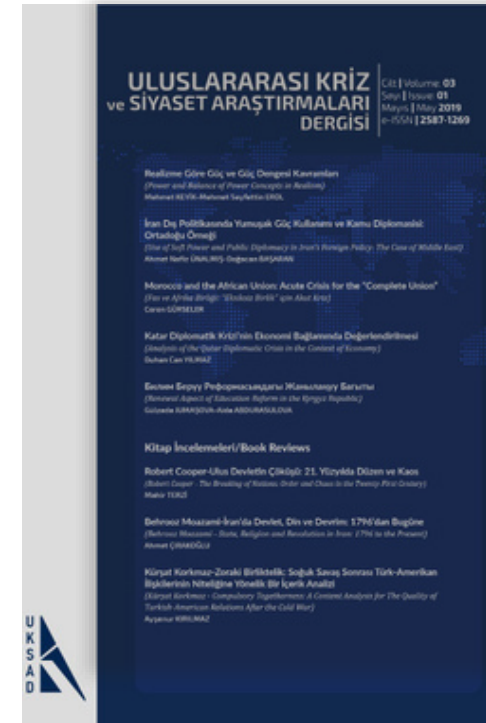 ULUSLARARASI KRİZ
ve SİYASET ARAŞTIRMALARI
DERGİSİ
Cilt | Volume: 03
Sayı | Issue: 01
Mayıs | May 2019
e-ISSN | 2587-1269
Realizme Göre Güç ve Güç Dengesi Kavramları
(Power and Balance of Power Concepts in Realism)
Mehmet Seyfettin EROL
İran Dış Politikasında Yumuşak Güç Kullanımı ve Kamu Diplomasisi:
Ortadoğu Örneği
(Use of Soft Power and Public Diplomacy in Iran's Foreign Policy: The Case of Middle East)
Ahmet Nafiz ÜNALMIŞ-Doğacan BAŞARAN
Morocco and the African Union: Acute Crisis for the "Complete Union"
(Fas ve Afrika Birliği: "Eksiksiz Birlik" için Akut Kriz)
Ceren GÜRSELER
Katar Diplomatik Krizi'nin Ekonomi Bağlamında Değerlendirilmesi
(Analysis of the Qatar Diplomatic Crisis in the Context of Economy)
Duhan Can YILMAZ
Билим Берүү Реформасындагы Жаңылануу Багыты
(Renewal Aspect of Education Reform in the Kyrgyz Republic)
Gülzada JUMAŞOVA-Aida ABDURASULOVA
Kitap İncelemeleri/Book Reviews
Robert Cooper-Ulus Devletin Çöküşü: 21. Yüzyılda Düzen ve Kaos
(Robert Cooper - The Breaking of Nations: Order and Chaos in the Twenty-First Century)
Mahir TERZİ
Behrooz Moazami-İran'da Devlet, Din ve Devrim: 1796'dan Bugüne
(Behrooz Moazami - State, Religion and Revolution in Iran: 1796 to the Present)
Ahmet ÇIRAKOĞLU
Kürşat Korkmaz-Zoraki Birliktelik: Soğuk Savaş Sonrası Türk-Amerikan
İlişkilerinin Niteliğine Yönelik Bir İçerik Analizi
(Kürşat Korkmaz - Compulsory Togetherness: A Content Analysis for The Quality of
Turkish-American Relations After the Cold War)
Ayşenur KIRILMAZ
UKSAD